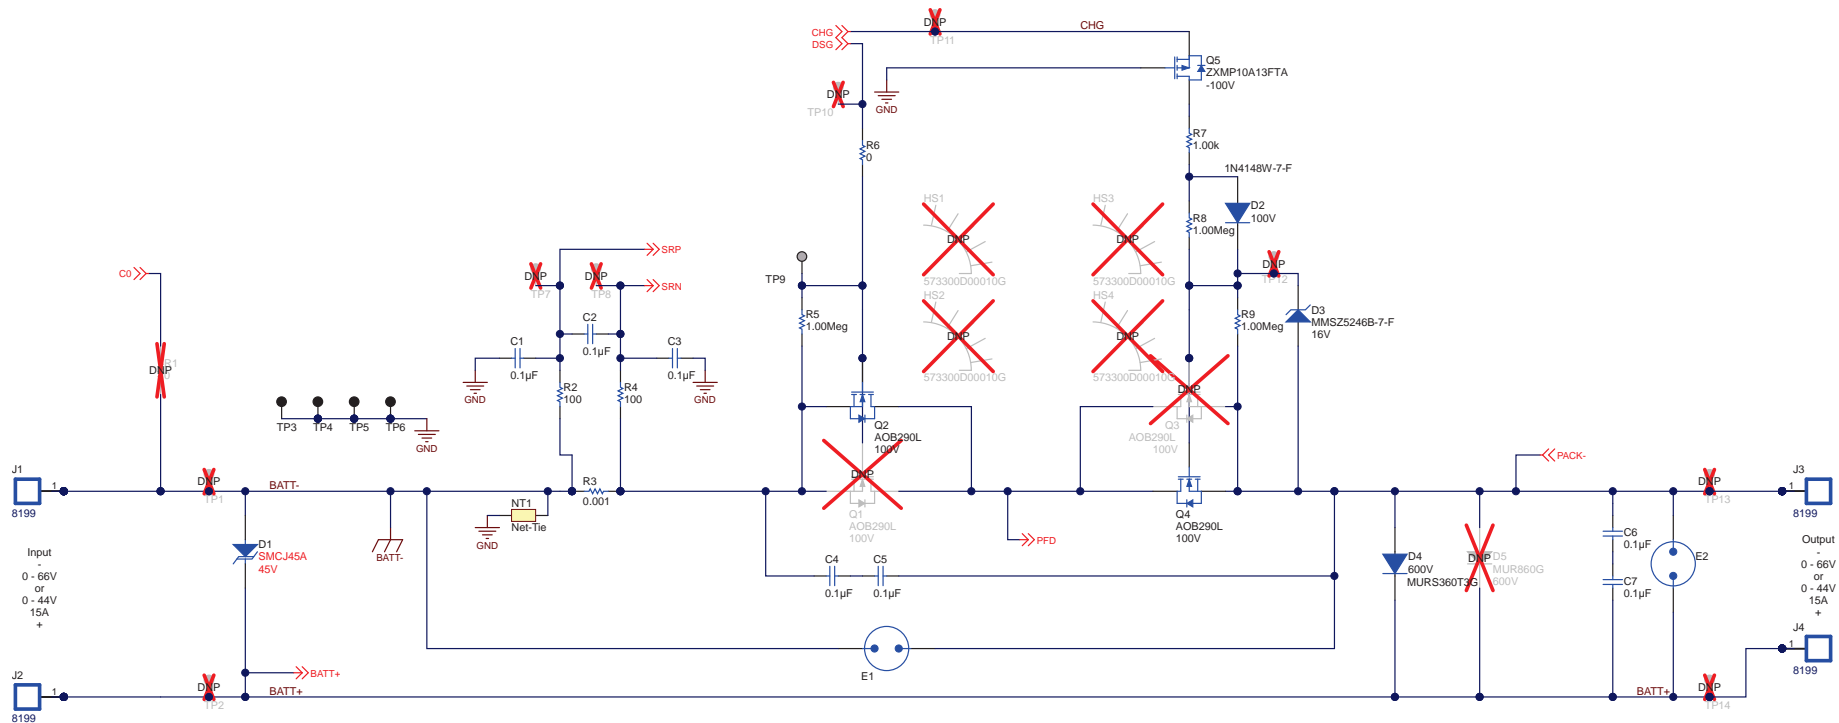 CHG
DSG
DNP
TP11
CHG
Q5
ZXMP10A13FTA
-100V
DNP
TP10
GND
R6
0
R7
1.00k
1N4148W-7-F
D2
100V
R8
1.00Meg
HS1
DNP
573300D00010G
HS3
DNP
573300D00010G
HS2
DNP
573300D00010G
HS4
DNP
573300D00010G
DNP
TP12
D3
MMSZ5246B-7-F
16V
R9
1.00Meg
C0
DNP
SRP
DNP
TP7
DNP
TP8
SRN
TP9
R5
1.00Meg
C1
0.1µF
C2
0.1µF
C3
0.1µF
GND
GND
R2
100
R4
100
TP3
TP4
TP5
TP6
GND
Q2
AOB290L
100V
DNP
Q1
AOB290L
100V
DNP
Q3
AOB290L
100V
Q4
AOB290L
100V
J1
1
8199
DNP
TP1
BATT-
BATT-
NT1
Net-Tie
GND
R3
0.001
PFD
PACK-
DNP
TP13
J3
1
8199
Input
-
0 - 66V
or
0 - 44V
15A
+
D1
SMCJ45A
45V
C4
0.1µF
C5
0.1µF
D4
600V
MURS360T3G
DNP
D5
MUR860G
600V
C6
0.1µF
C7
0.1µF
E2
Output
-
0 - 66V
or
0 - 44V
15A
+
E1
J2
1
8199
DNP
TP2
BATT+
BATT+
BATT+
DNP
TP14
J4
1
8199